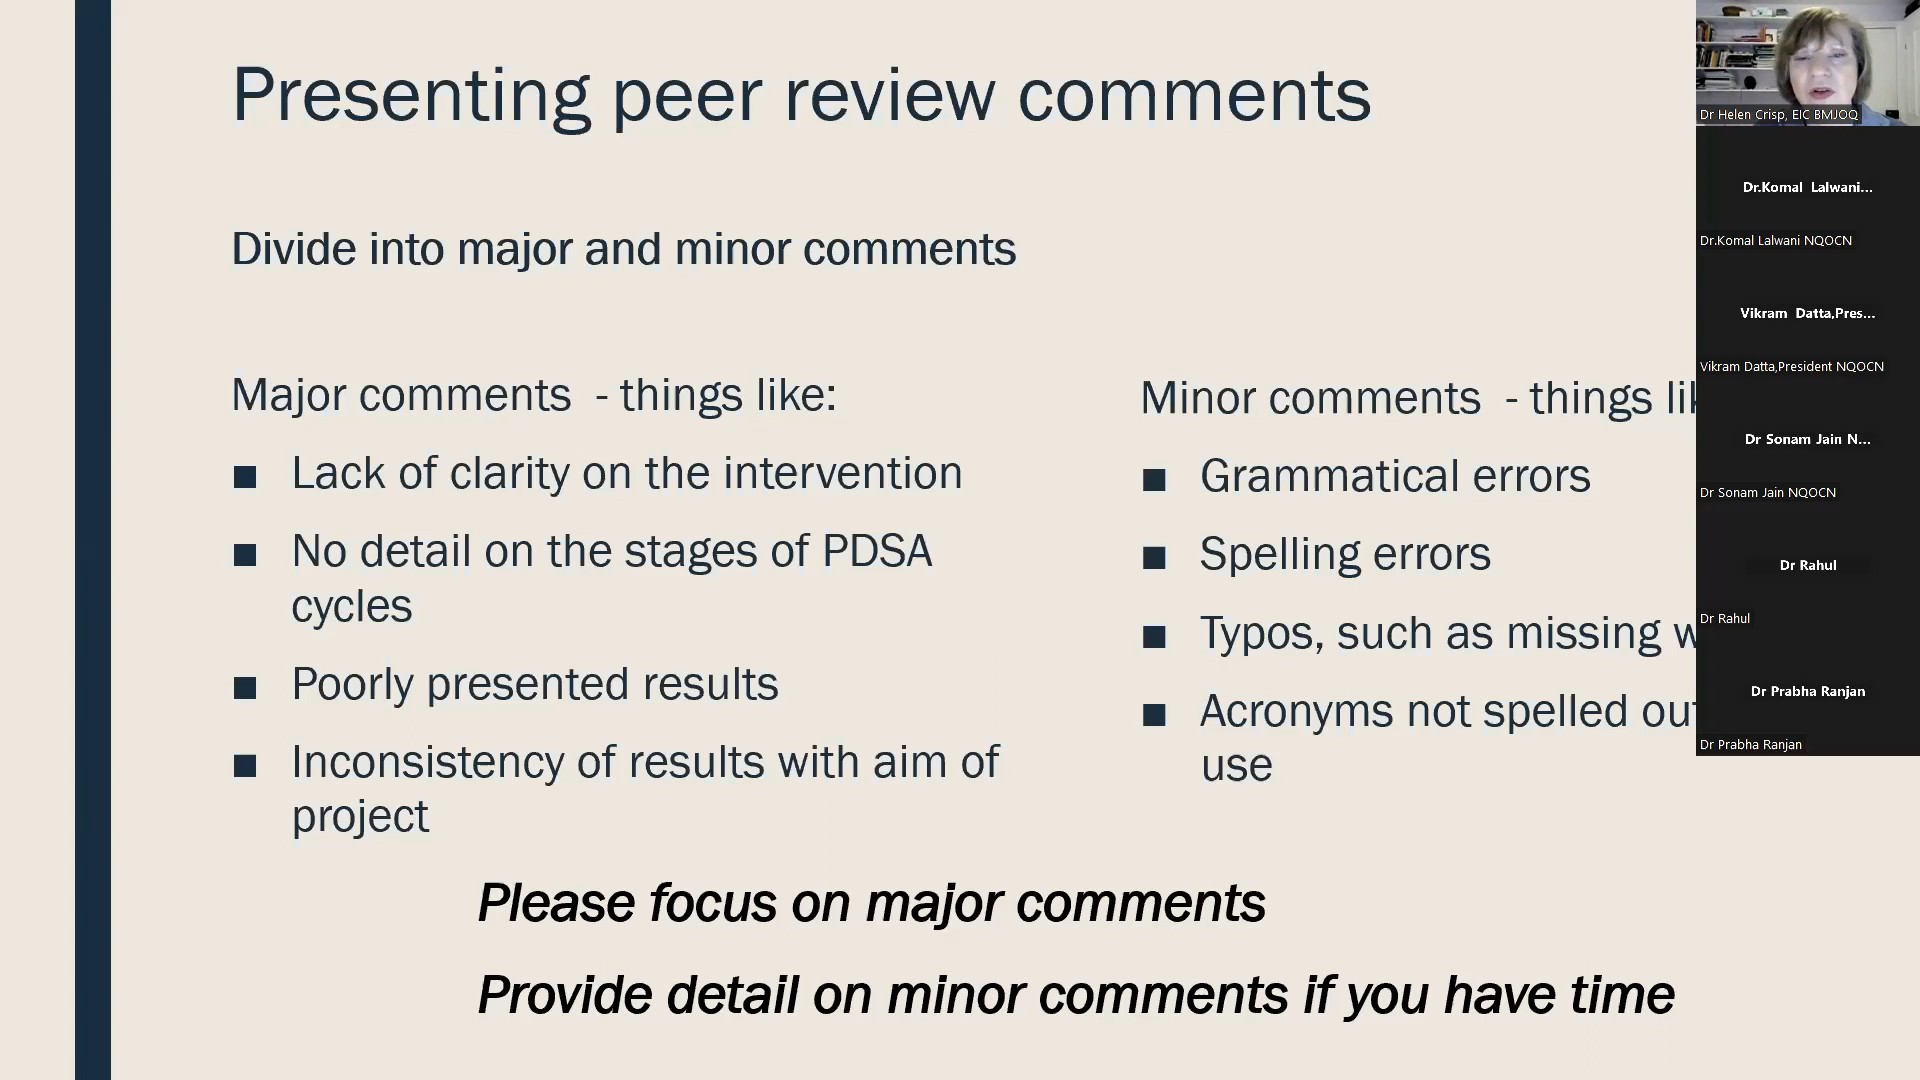 Presenting peer review comments
Divide into major and minor comments
Major comments - things like:
■ Lack of clarity on the intervention
■ No detail on the stages of PDSA
cycles
■ Poorly presented results
■ Inconsistency of results with aim of
project
Minor comments - things
■ Grammatical errors
■ Spelling errors
■ Typos, such as missing
■ Acronyms not spelled
use
Please focus on major comments
Provide detail on minor comments if you have time
Dr Helen Crisp, EIC BMJOQ
Dr.Komal Lalwani...
Dr.Komal Lalwani NQOCN
Vikram Datta,Pres...
Vikram Datta,President NQOCN
Dr Sonam Jain N...
Dr Sonam Jain NQOCN
Dr Rahul
Dr Rahul
Dr Prabha Ranjan
Dr Prabha Ranjan